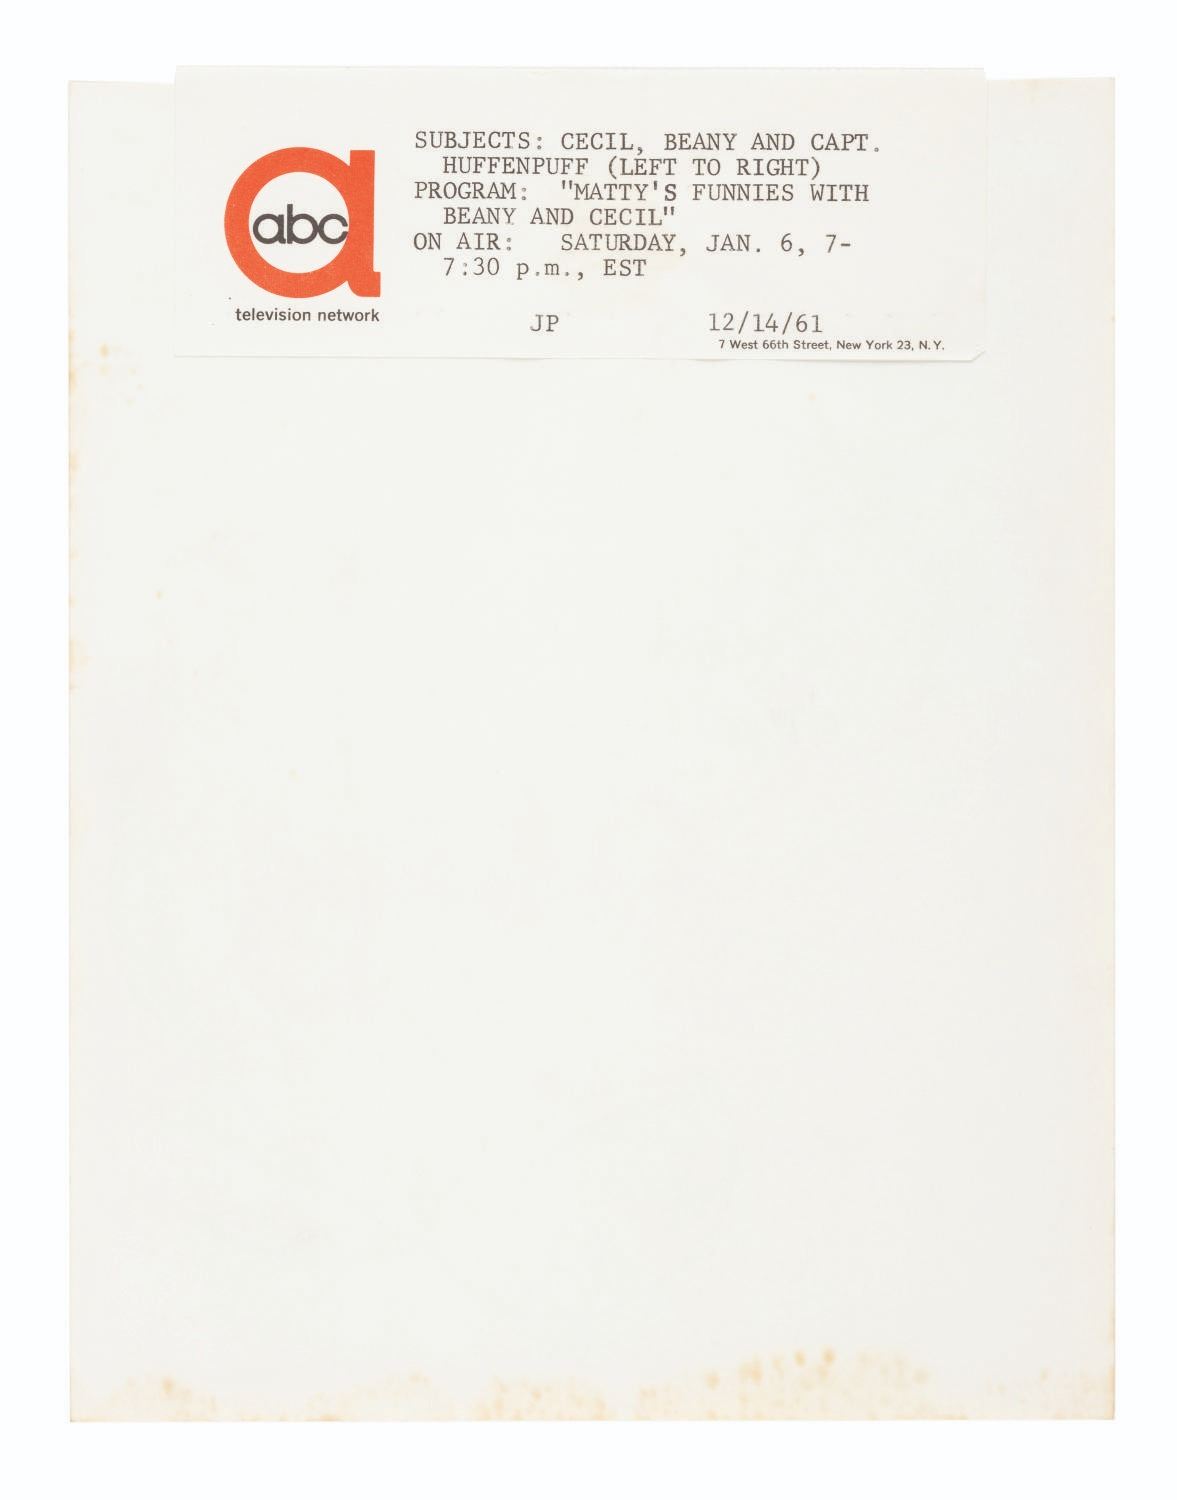 SUBJECTS: CECIL, BEANY AND CAPT.
HUFFENPUFF (LEFT TO RIGHT)
PROGRAM: "MATTY'S FUNNIES WITH
BEANY AND CECIL"
ON AIR: SATURDAY, JAN. 6, 7-
7:30 p.m., EST
a
abc
television network
JP 12/14/61
7 West 66th Street, New York 23, N.Y.